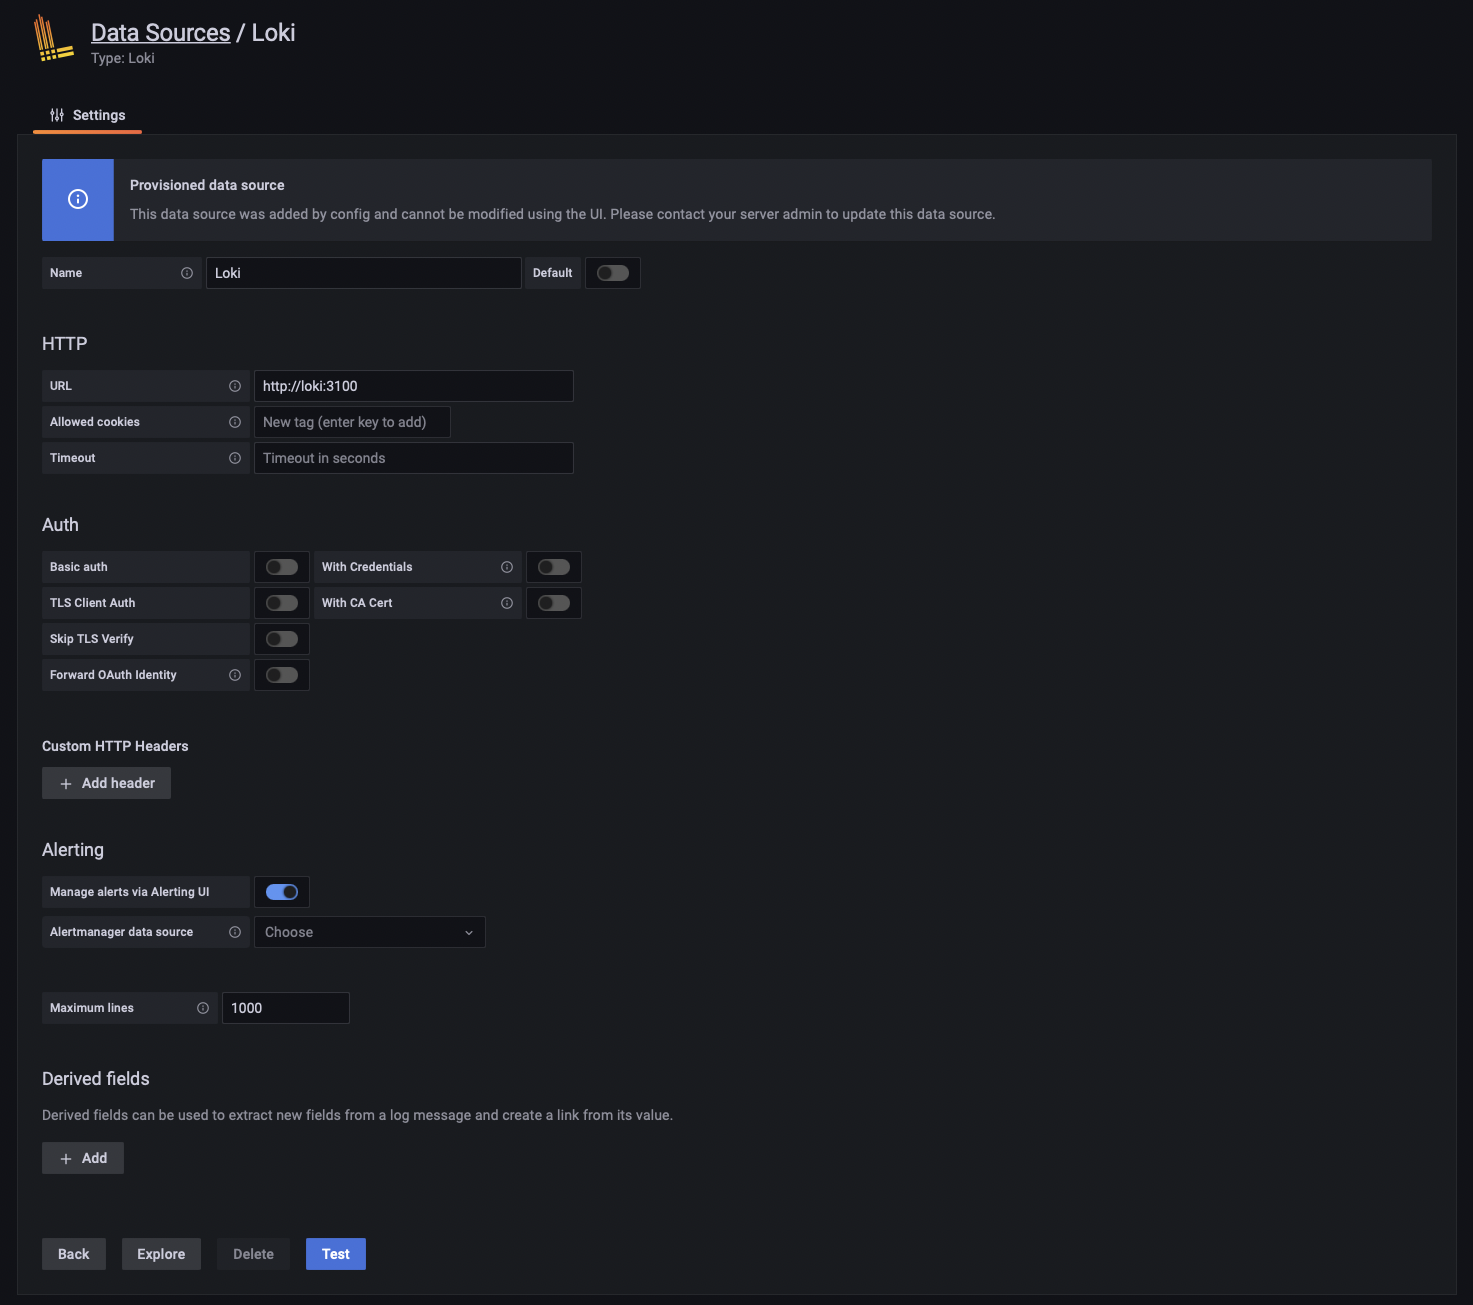 Data Sources / Loki
Type: Loki
Settings
Provisioned data source
This data source was added by config and cannot be modified using the UI. Please contact your server admin to update this data source.
Name Loki Default
HTTP
URL http://loki:3100
Allowed cookies New tag (enter key to add)
Timeout Timeout in seconds
Auth
Basic auth With Credentials
TLS Client Auth With CA Cert
Skip TLS Verify
Forward OAuth Identity
Custom HTTP Headers
Add header
Alerting
Manage alerts via Alerting UI
Alertmanager data source Choose
Maximum lines 1000
Derived fields
Derived fields can be used to extract new fields from a log message and create a link from its value.
Add
Back Explore Delete Test